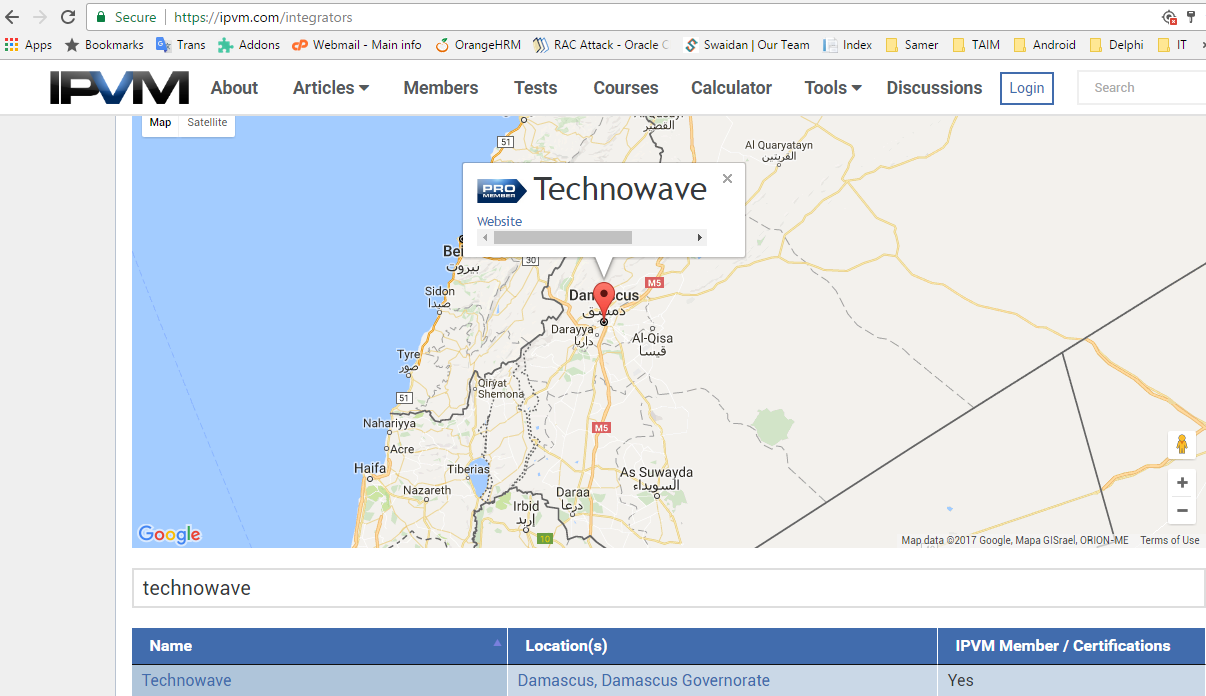 Secure | https://ipvm.com/integrators
Apps Bookmarks Trans Addons Webmail - Main info OrangeHRM RAC Attack - Oracle C Swaidan | Our Team Index Samer TAIM Android Delphi IT
IPVM About Articles Members Tests Courses Calculator Tools Discussions Login Search
Map Satellite
القصير
51
Al Quaryatayn
القريتين
PRO MEMBER Technowave
Website
Bei
بيروت
30
M5
Sidon
صيدا
Damascus
دمشق
Darayya
داريا
Al-Qisa
قيسا
Tyre
صور
Qiryat
Shemona
51
Nahariyya
M5
Acre
Haifa
Tiberias
As Suwayda
السويداء
Nazareth
Daraa
درعا
Irbid
إربد
10
Google
Map data ©2017 Google, Mapa GISrael, ORION-ME Terms of Use
technowave
Name Location(s) IPVM Member / Certifications
Technowave Damascus, Damascus Governorate Yes